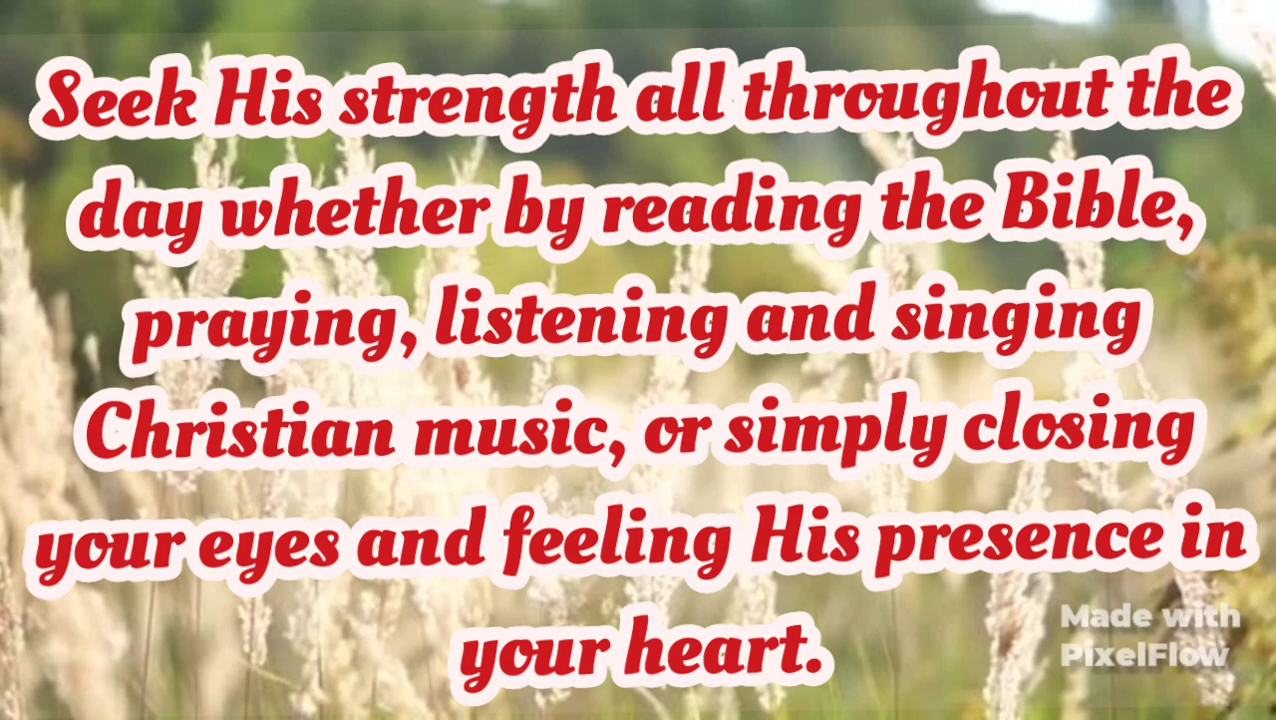 Seek His strength all throughout the
day whether by reading the Bible,
praying, listening and singing
Christian music, or simply closing
your eyes and feeling His presence in
your heart.
Made with
PixelFlow